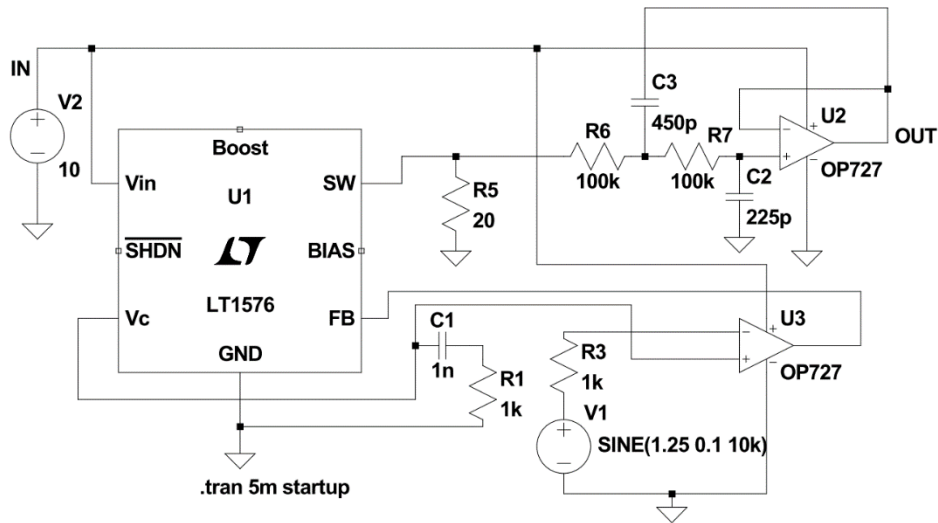 IN
V2
10
Boost
Vin
U1
SW
SHDN
BIAS
LT1576
Vc
FB
GND
R5
20
R6
100k
C3
450p
R7
100k
C2
225p
U2
OP727
OUT
C1
1n
R1
1k
R3
1k
V1
SINE(1.25 0.1 10k)
U3
OP727
.tran 5m startup